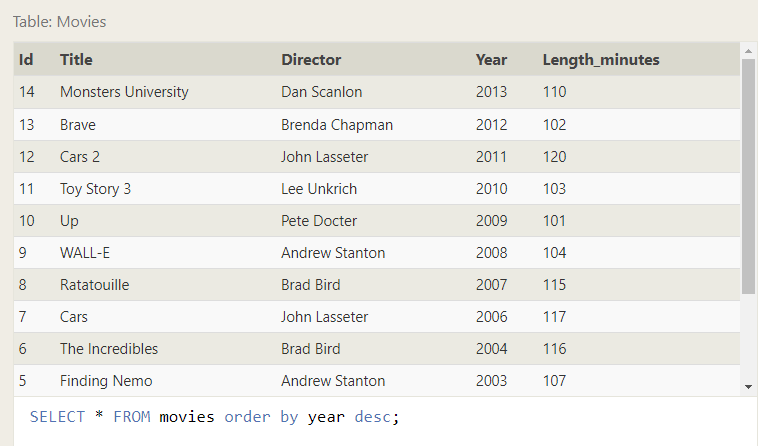 Table: Movies
Id Title Director Year Length_minutes
14 Monsters University Dan Scanlon 2013 110
13 Brave Brenda Chapman 2012 102
12 Cars 2 John Lasseter 2011 120
11 Toy Story 3 Lee Unkrich 2010 103
10 Up Pete Docter 2009 101
9 WALL-E Andrew Stanton 2008 104
8 Ratatouille Brad Bird 2007 115
7 Cars John Lasseter 2006 117
6 The Incredibles Brad Bird 2004 116
5 Finding Nemo Andrew Stanton 2003 107
SELECT * FROM movies order by year desc;